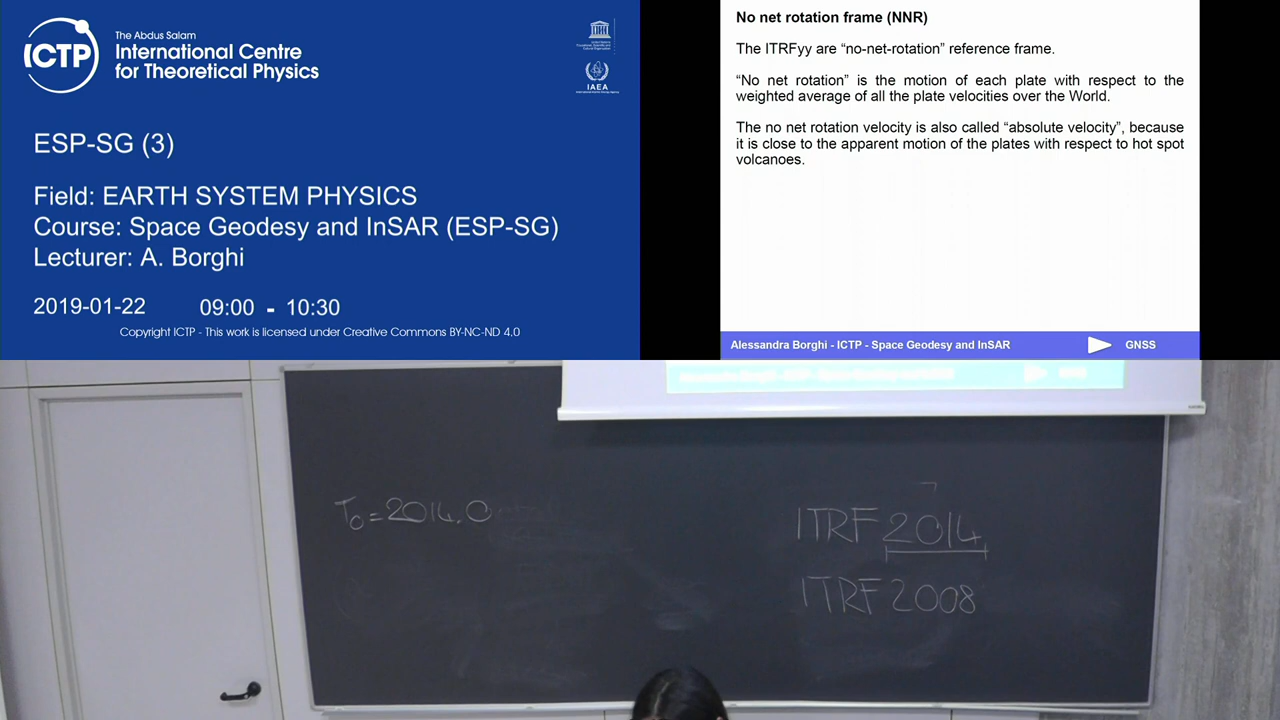 ICTP
The Abdus Salam
International Centre
for Theoretical Physics
IAEA
ESP-SG (3)
Field: EARTH SYSTEM PHYSICS
Course: Space Geodesy and InSAR (ESP-SG)
Lecturer: A. Borghi
2019-01-22 09:00 - 10:30
Copyright ICTP - This work is licensed under Creative Commons BY-NC-ND 4.0
No net rotation frame (NNR)
The ITRFyy are “no-net-rotation” reference frame.
“No net rotation” is the motion of each plate with respect to the
weighted average of all the plate velocities over the World.
The no net rotation velocity is also called “absolute velocity”, because
it is close to the apparent motion of the plates with respect to hot spot
volcanoes.
Alessandra Borghi - ICTP - Space Geodesy and InSAR GNSS
T0=2014.0
ITRF2014
ITRF2008